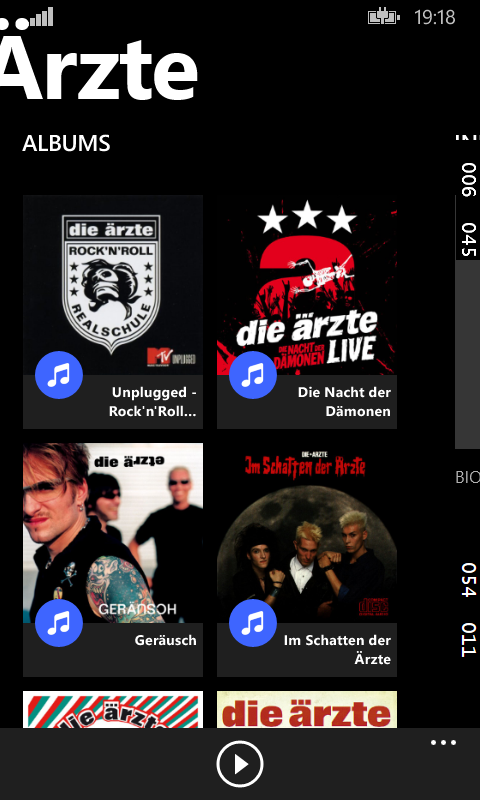 19:18
Ärzte
ALBUMS
006
045
die ärzte
ROCK'N'ROLL
REALSCHULE
MTV UNPLUGGED
Unplugged -
Rock'n'Roll...
die ärzte
DIE NACHT DER
DÄMONEN LIVE
Die Nacht der
Dämonen
die ärzte
GERÄUSCH
Geräusch
DIE-ÄRZTE
Im Schatten der Ärzte
Im Schatten der
Ärzte
BIO
054
011
die ärzte
die ärzte